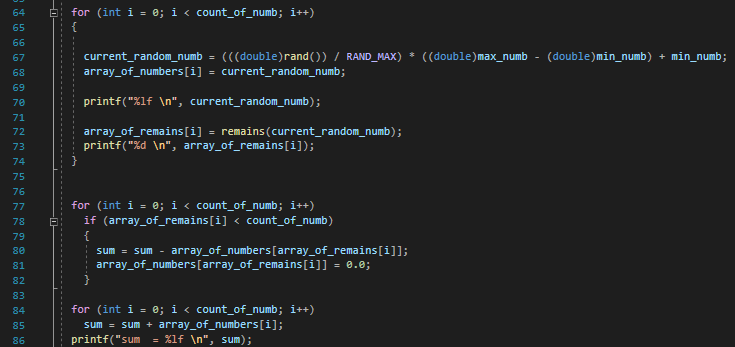 64 for (int i = 0; i < count_of_numb; i++)
65 {
66
67 current_random_numb = (((double)rand()) / RAND_MAX) * ((double)max_numb - (double)min_numb) + min_numb;
68 array_of_numbers[i] = current_random_numb;
69
70 printf("%lf \n", current_random_numb);
71
72 array_of_remains[i] = remains(current_random_numb);
73 printf("%d \n", array_of_remains[i]);
74 }
75
76
77 for (int i = 0; i < count_of_numb; i++)
78 if (array_of_remains[i] < count_of_numb)
79 {
80 sum = sum - array_of_numbers[array_of_remains[i]];
81 array_of_numbers[array_of_remains[i]] = 0.0;
82 }
83
84 for (int i = 0; i < count_of_numb; i++)
85 sum = sum + array_of_numbers[i];
86 printf("sum  = %lf \n", sum);